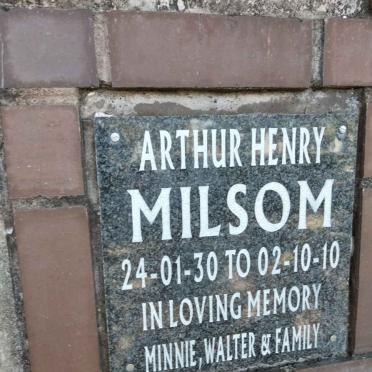 ARTHUR HENRY
MILSOM
24-01-30 TO 02-10-10
IN LOVING MEMORY
MINNIE, WALTER & FAMILY